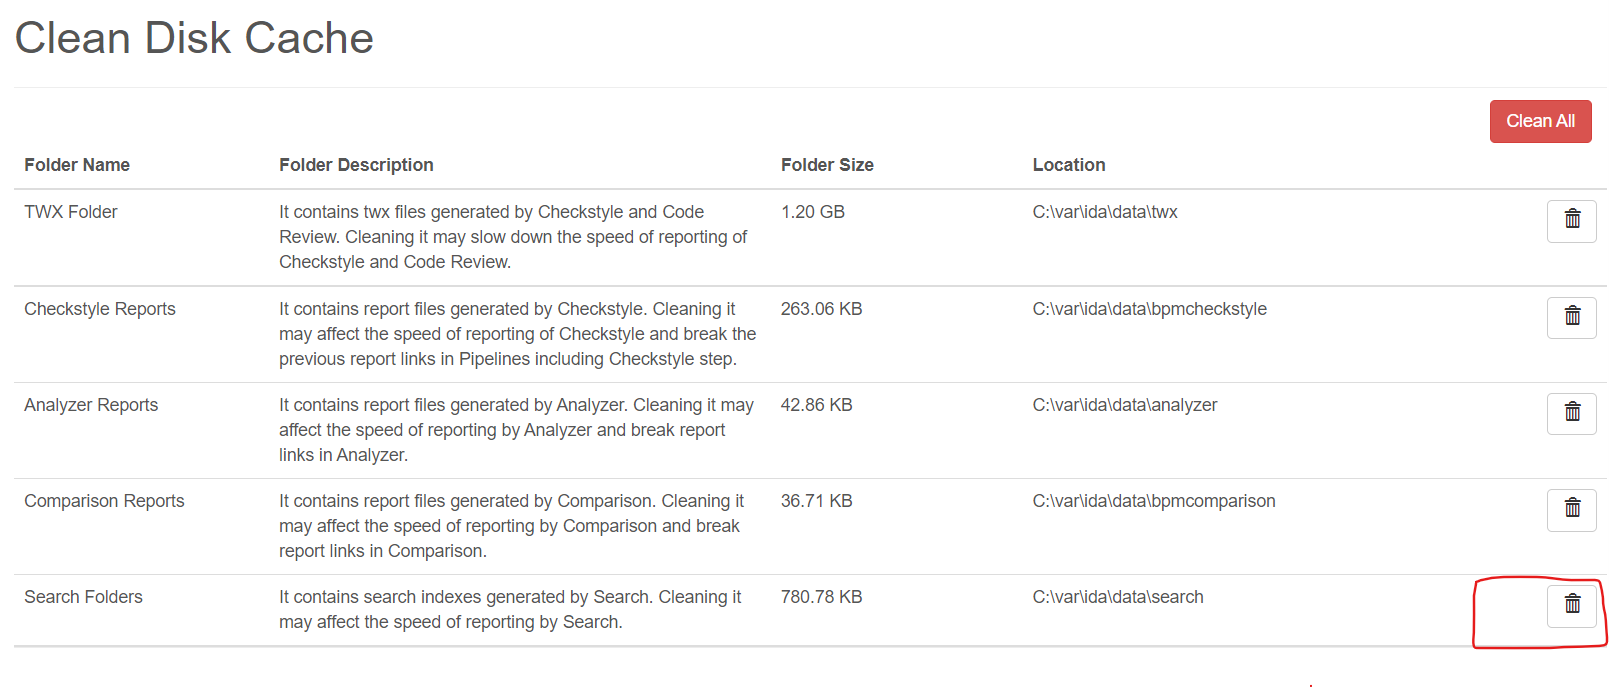 Clean Disk Cache
Clean All
Folder Name Folder Description Folder Size Location
TWX Folder It contains twx files generated by Checkstyle and Code 1.20 GB C:\var\ida\data\twx
Review. Cleaning it may slow down the speed of reporting of
Checkstyle and Code Review.
Checkstyle Reports It contains report files generated by Checkstyle. Cleaning it 263.06 KB C:\var\ida\data\bpmcheckstyle
may affect the speed of reporting of Checkstyle and break the
previous report links in Pipelines including Checkstyle step.
Analyzer Reports It contains report files generated by Analyzer. Cleaning it may 42.86 KB C:\var\ida\data\analyzer
affect the speed of reporting by Analyzer and break report
links in Analyzer.
Comparison Reports It contains report files generated by Comparison. Cleaning it 36.71 KB C:\var\ida\data\bpmcomparison
may affect the speed of reporting by Comparison and break
report links in Comparison.
Search Folders It contains search indexes generated by Search. Cleaning it 780.78 KB C:\var\ida\data\search
may affect the speed of reporting by Search.